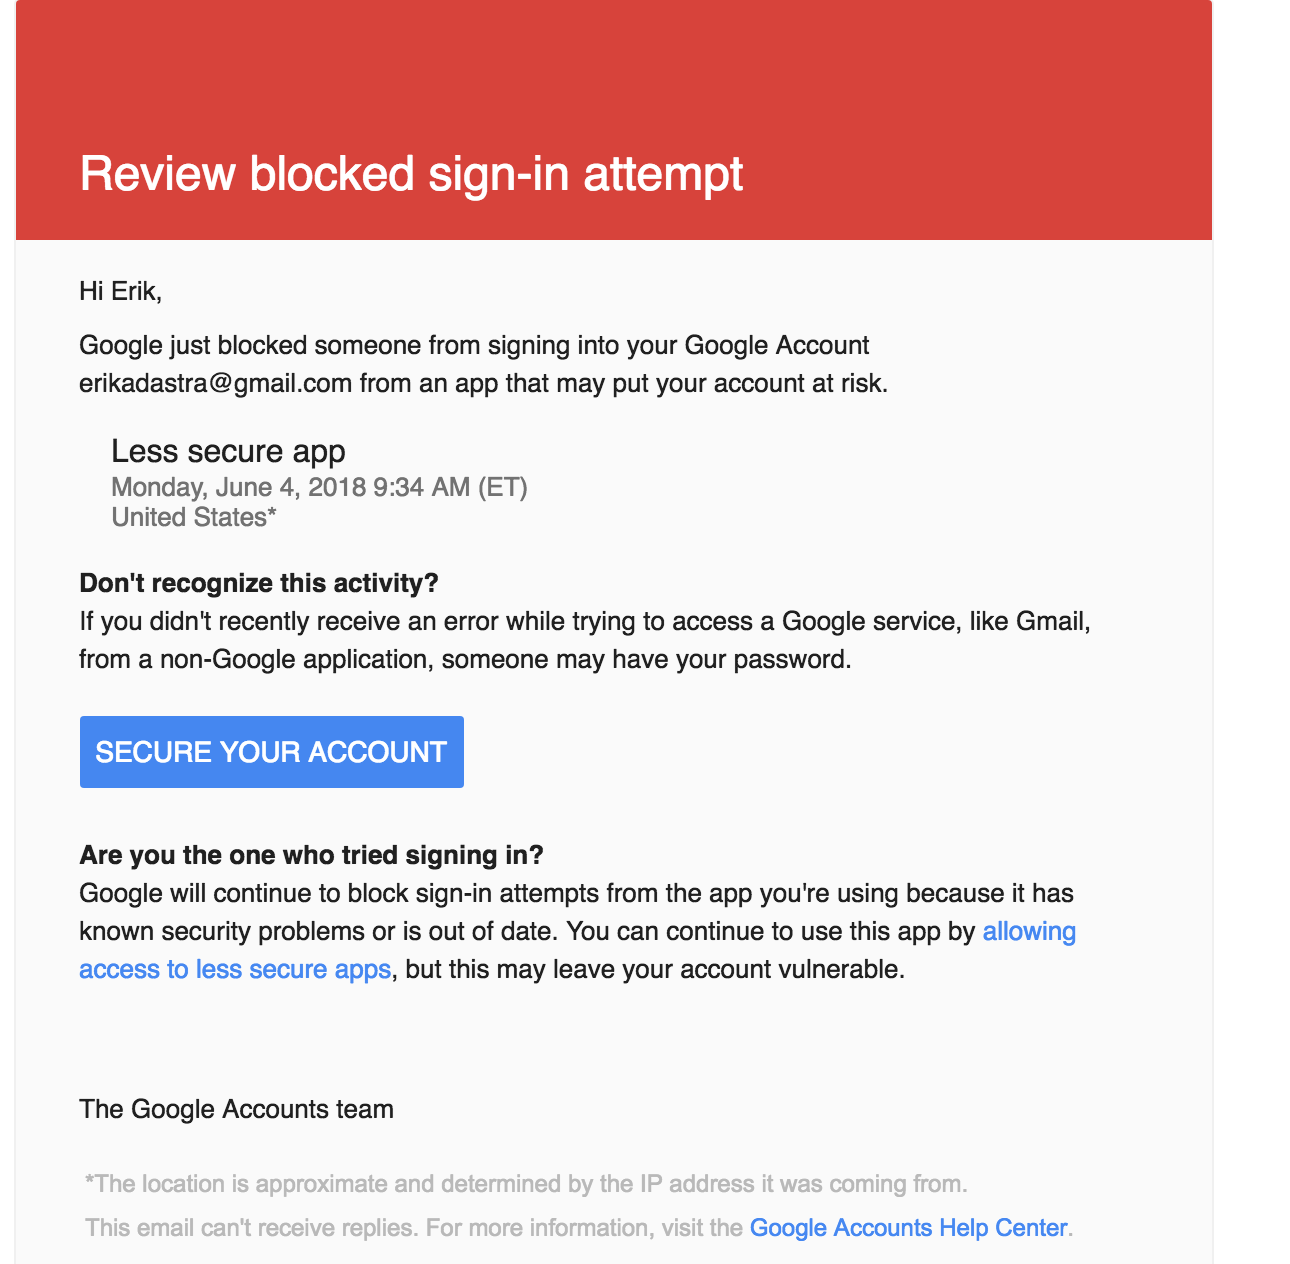 Review blocked sign-in attempt
Hi Erik,
Google just blocked someone from signing into your Google Account
erikadastra@gmail.com from an app that may put your account at risk.
Less secure app
Monday, June 4, 2018 9:34 AM (ET)
United States*
Don't recognize this activity?
If you didn't recently receive an error while trying to access a Google service, like Gmail,
from a non-Google application, someone may have your password.
SECURE YOUR ACCOUNT
Are you the one who tried signing in?
Google will continue to block sign-in attempts from the app you're using because it has
known security problems or is out of date. You can continue to use this app by allowing
access to less secure apps, but this may leave your account vulnerable.
The Google Accounts team
*The location is approximate and determined by the IP address it was coming from.
This email can't receive replies. For more information, visit the Google Accounts Help Center.